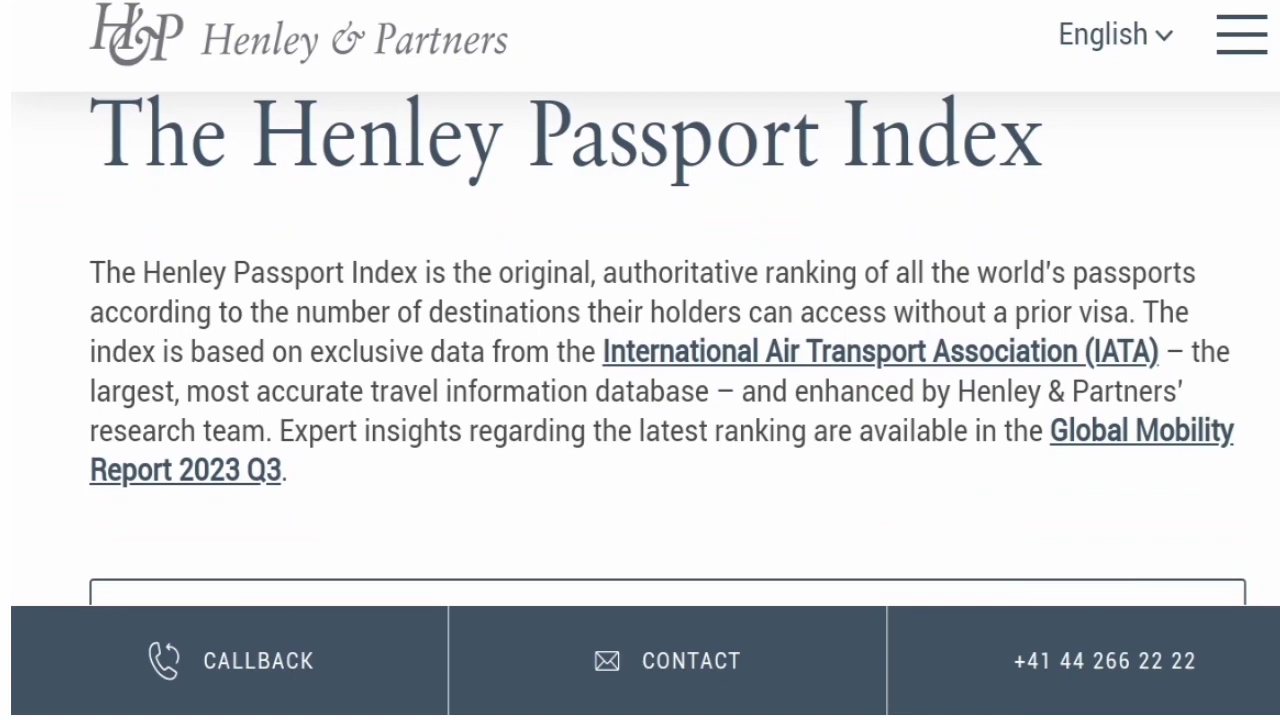 H&P Henley & Partners
English
The Henley Passport Index
The Henley Passport Index is the original, authoritative ranking of all the world's passports
according to the number of destinations their holders can access without a prior visa. The
index is based on exclusive data from the International Air Transport Association (IATA) – the
largest, most accurate travel information database – and enhanced by Henley & Partners’
research team. Expert insights regarding the latest ranking are available in the Global Mobility
Report 2023 Q3.
CALLBACK
CONTACT
+41 44 266 22 22